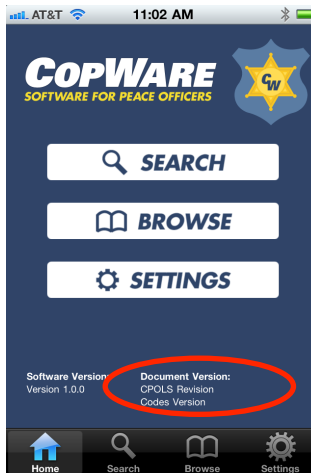 AT&T 11:02 AM
COPWARE
SOFTWARE FOR PEACE OFFICERS
CW
SEARCH
BROWSE
SETTINGS
Software Version: Document Version:
Version 1.0.0 CPOLS Revision
Codes Version
Home Search Browse Settings